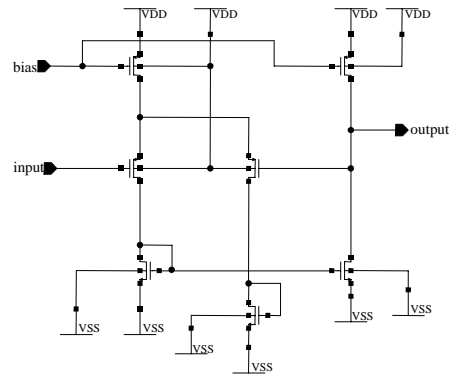 VDD VDD VDD VDD
bias
output
input
VSS VSS VSS VSS
VSS
VSS